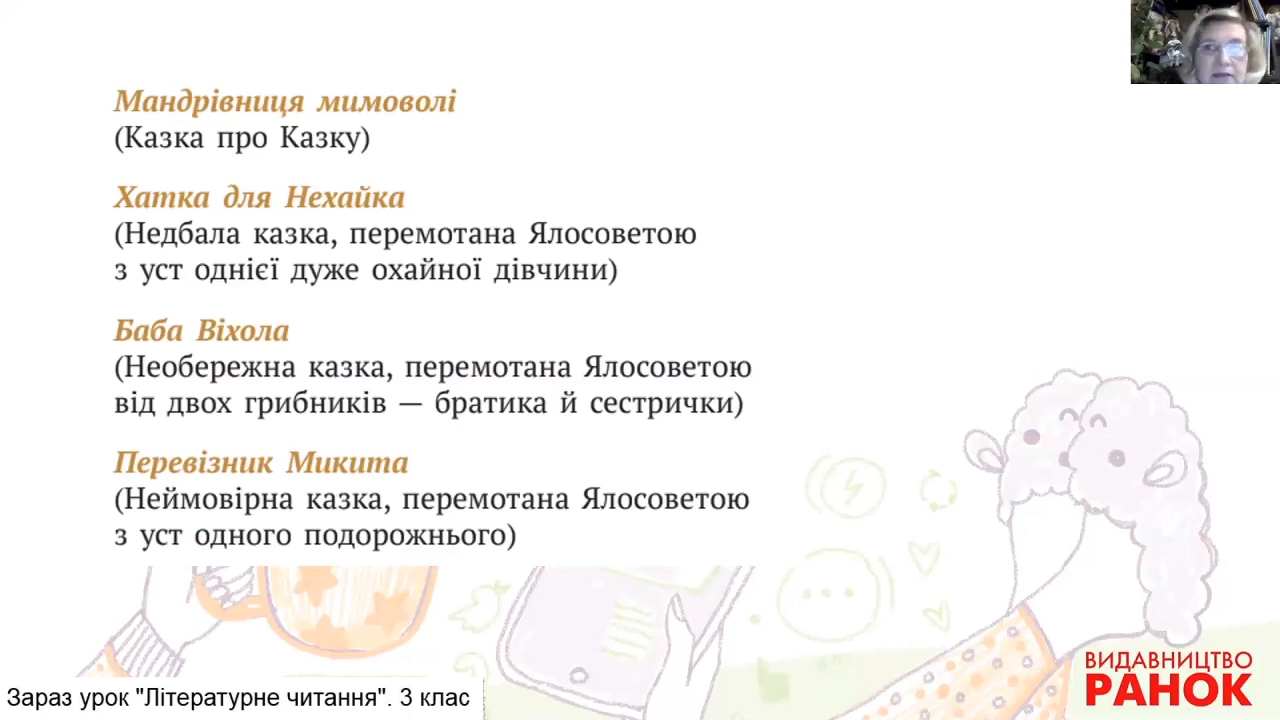 Мандрівниця мимоволі
(Казка про Казку)
Хатка для Нехайка
(Недбала казка, перемотана Ялосоветою
з уст однієї дуже охайної дівчини)
Баба Віхола
(Необережна казка, перемотана Ялосоветою
від двох грибників — братика й сестрички)
Перевізник Микита
(Неймовірна казка, перемотана Ялосоветою
з уст одного подорожнього)
ВИДАВНИЦТВО
РАНОК
Зараз урок "Літературне читання". 3 клас